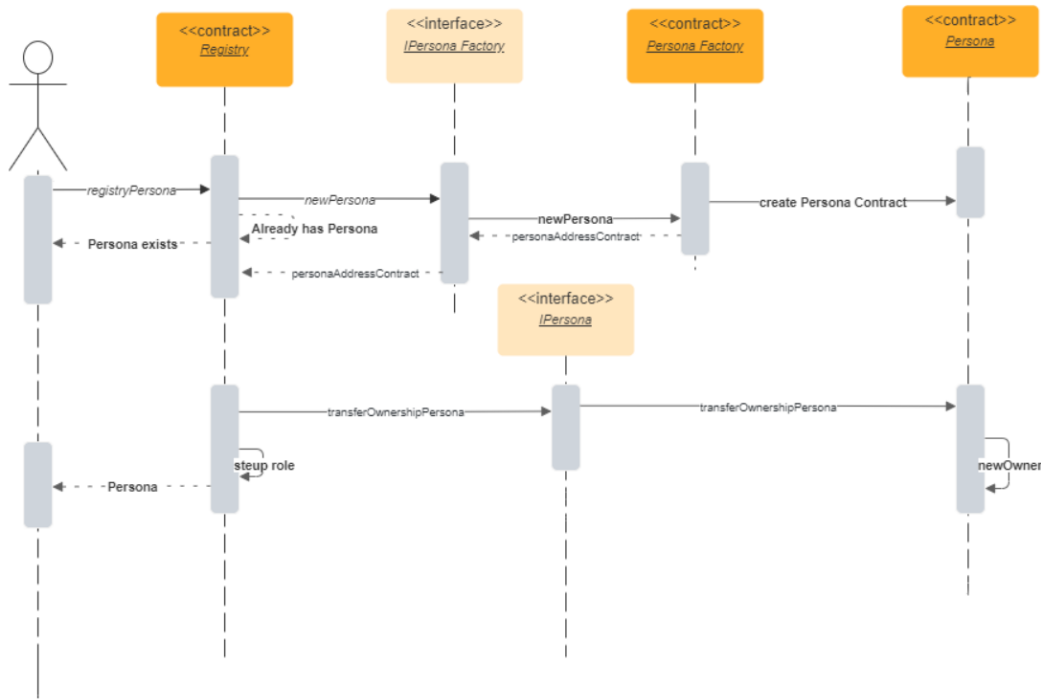 <<contract>>
Registry
<<interface>>
IPersona Factory
<<contract>>
Persona Factory
<<contract>>
Persona
registryPersona
newPersona
Already has Persona
Persona exists
newPersona
create Persona Contract
personaAddressContract
personaAddressContract
<<interface>>
IPersona
transferOwnershipPersona
transferOwnershipPersona
steup role
newOwner
Persona